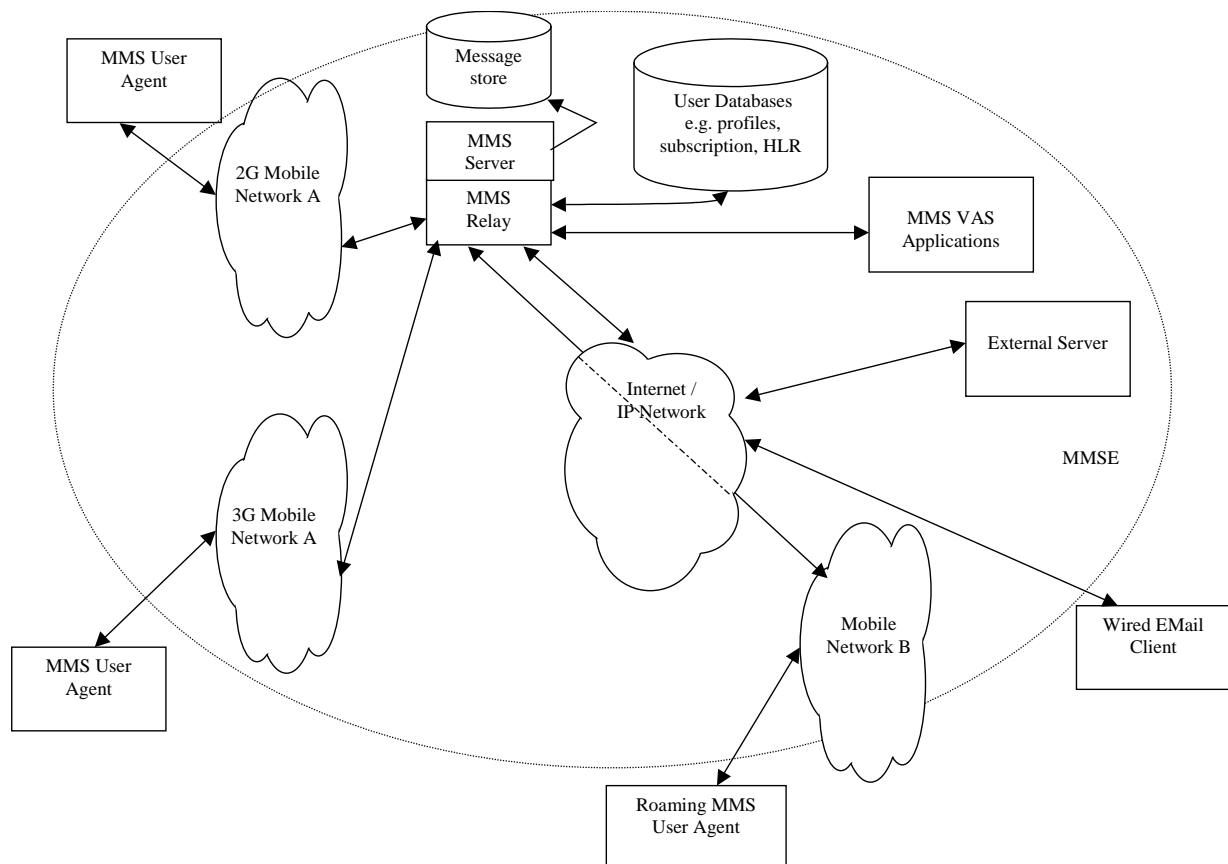 MMS User
Agent
Message
store
User Databases
e.g. profiles,
subscription, HLR
2G Mobile
Network A
MMS
Server
MMS
Relay
MMS VAS
Applications
External Server
Internet /
IP Network
MMSE
3G Mobile
Network A
MMS User
Agent
Mobile
Network B
Wired EMail
Client
Roaming MMS
User Agent